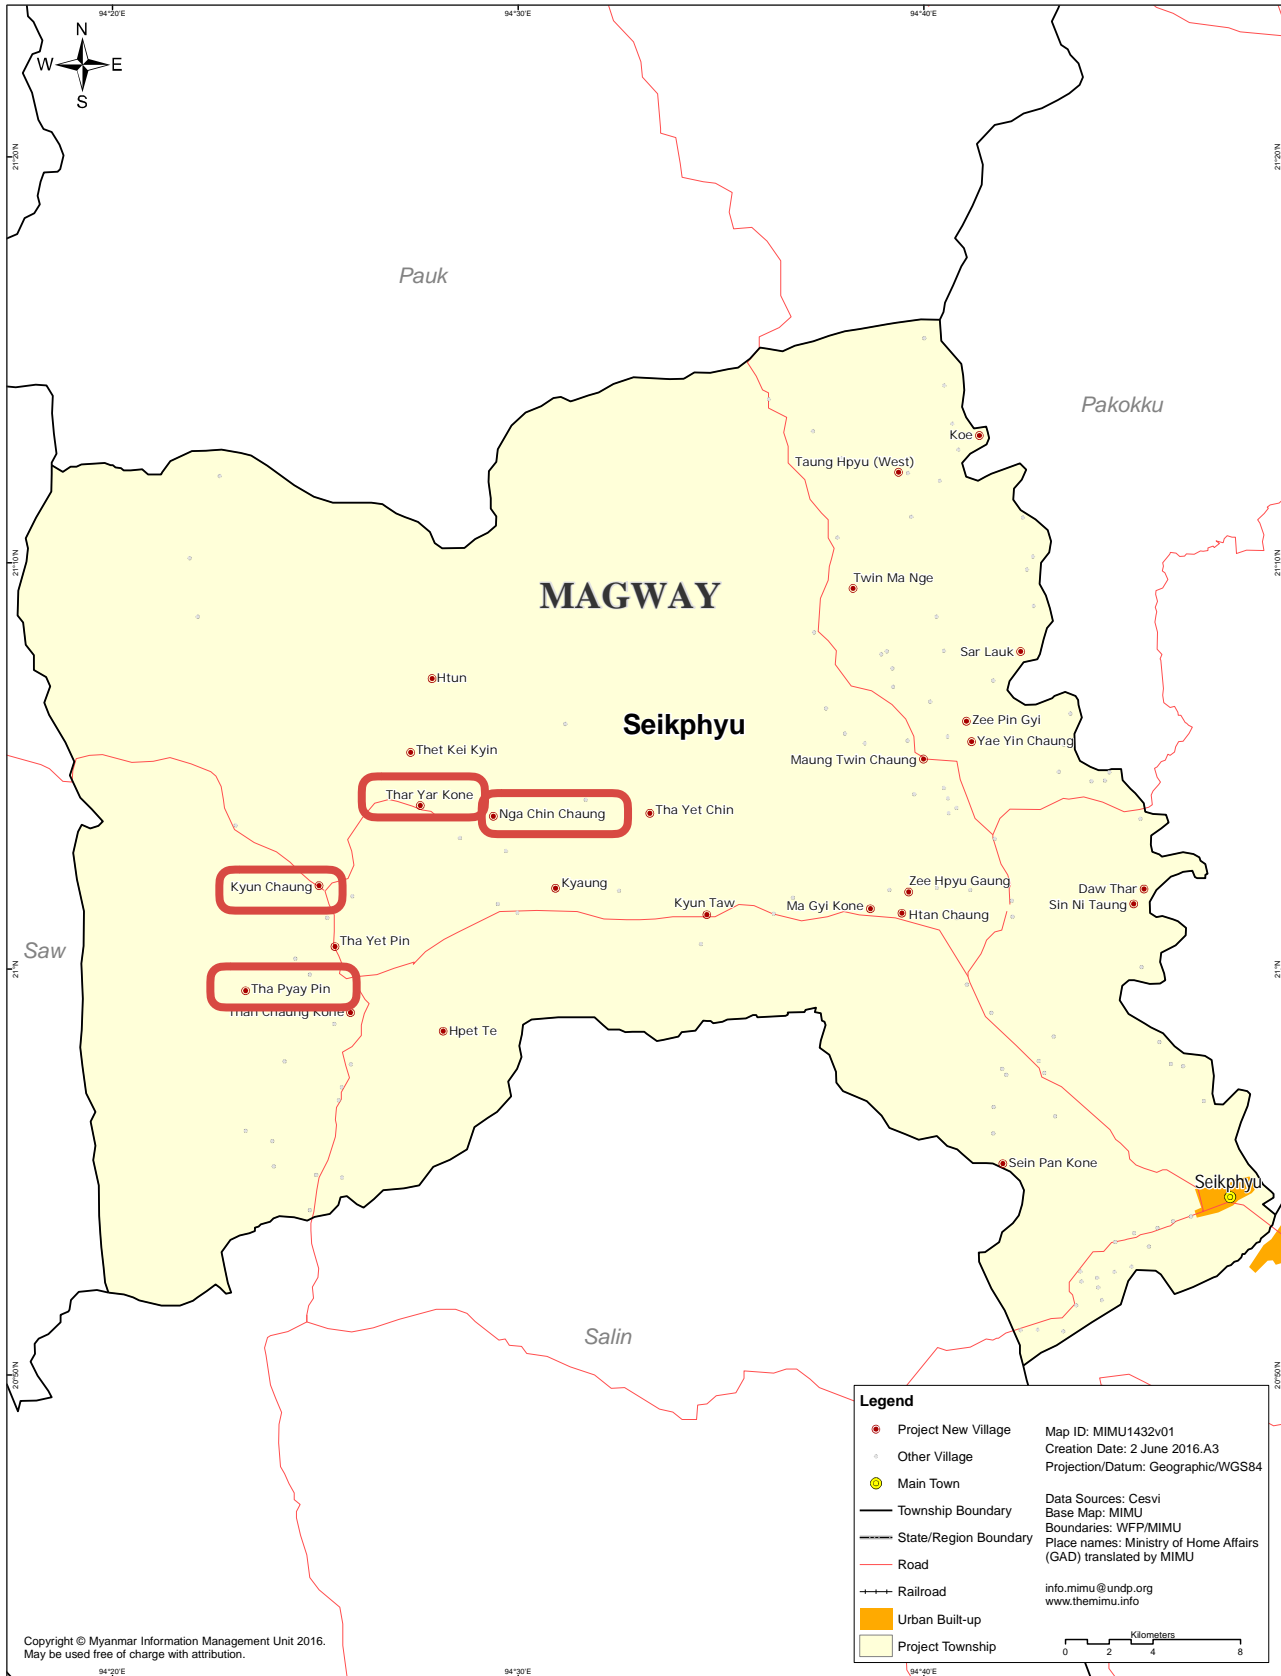 94°20'E
94°30'E
94°40'E
N
W
E
S
21°20'N
21°20'N
Pauk
Pakokku
Koe
Taung Hpyu (West)
21°10'N
21°10'N
Twin Ma Nge
MAGWAY
Sar Lauk
Htun
Seikphyu
Zee Pin Gyi
Yae Yin Chaung
Thet Kei Kyin
Maung Twin Chaung
Thar Yar Kone
Nga Chin Chaung
Tha Yet Chin
Kyun Chaung
Kyaung
Zee Hpyu Gaung
Daw Thar
Kyun Taw
Ma Gyi Kone
Htan Chaung
Sin Ni Taung
Saw
Tha Yet Pin
21°N
21°N
Tha Pyay Pin
Than Chaung Kone
Hpet Te
Sein Pan Kone
Seikphyu
Salin
20°50'N
20°50'N
Legend
Project New Village
Other Village
Main Town
Township Boundary
State/Region Boundary
Road
Railroad
Urban Built-up
Project Township
Map ID: MIMU1432v01
Creation Date: 2 June 2016.A3
Projection/Datum: Geographic/WGS84
Data Sources: Cesvi
Base Map: MIMU
Boundaries: WFP/MIMU
Place names: Ministry of Home Affairs
(GAD) translated by MIMU
info.mimu@undp.org
www.themimu.info
Kilometers
0 2 4 8
Copyright © Myanmar Information Management Unit 2016.
May be used free of charge with attribution.
94°20'E
94°30'E
94°40'E